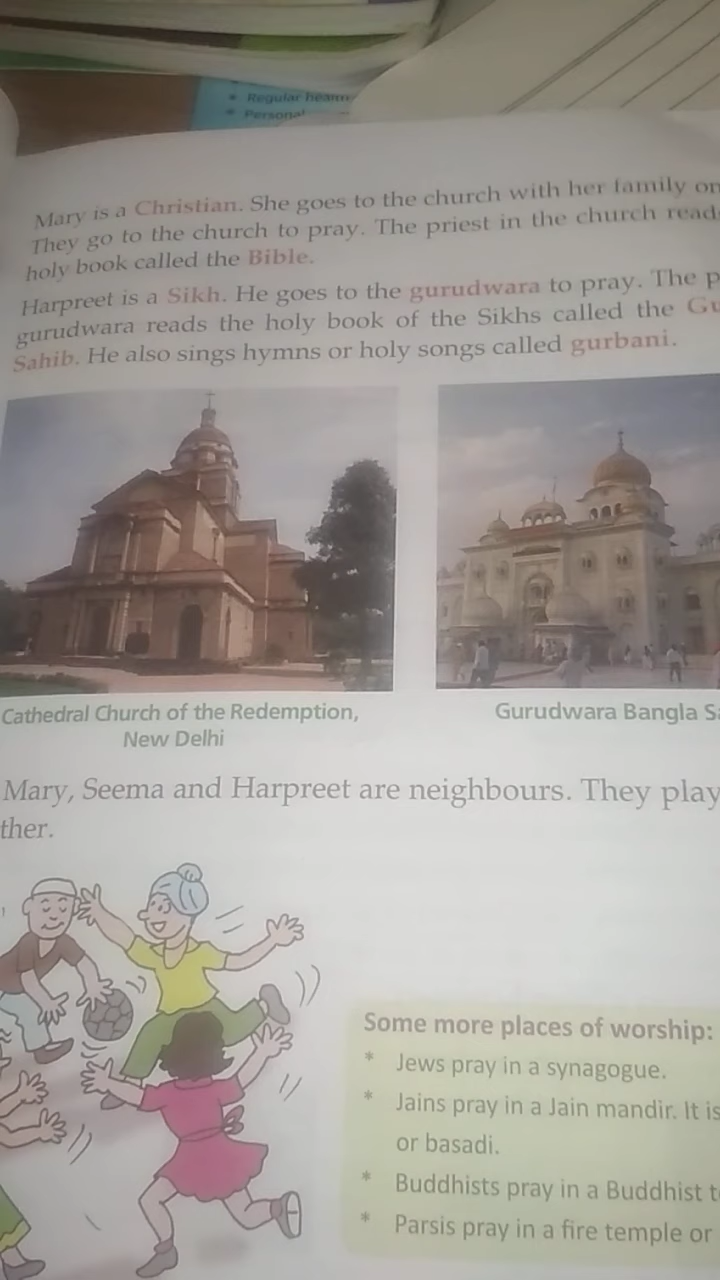 * Regular health
* Personal
Mary is a Christian. She goes to the church with her family on
They go to the church to pray. The priest in the church read
holy book called the Bible.
Harpreet is a Sikh. He goes to the gurudwara to pray. The p
gurudwara reads the holy book of the Sikhs called the Gu
Sahib. He also sings hymns or holy songs called gurbani.
Cathedral Church of the Redemption,
New Delhi
Gurudwara Bangla Sa
Mary, Seema and Harpreet are neighbours. They play
ther.
Some more places of worship:
* Jews pray in a synagogue.
* Jains pray in a Jain mandir. It is
or basadi.
* Buddhists pray in a Buddhist t
* Parsis pray in a fire temple or